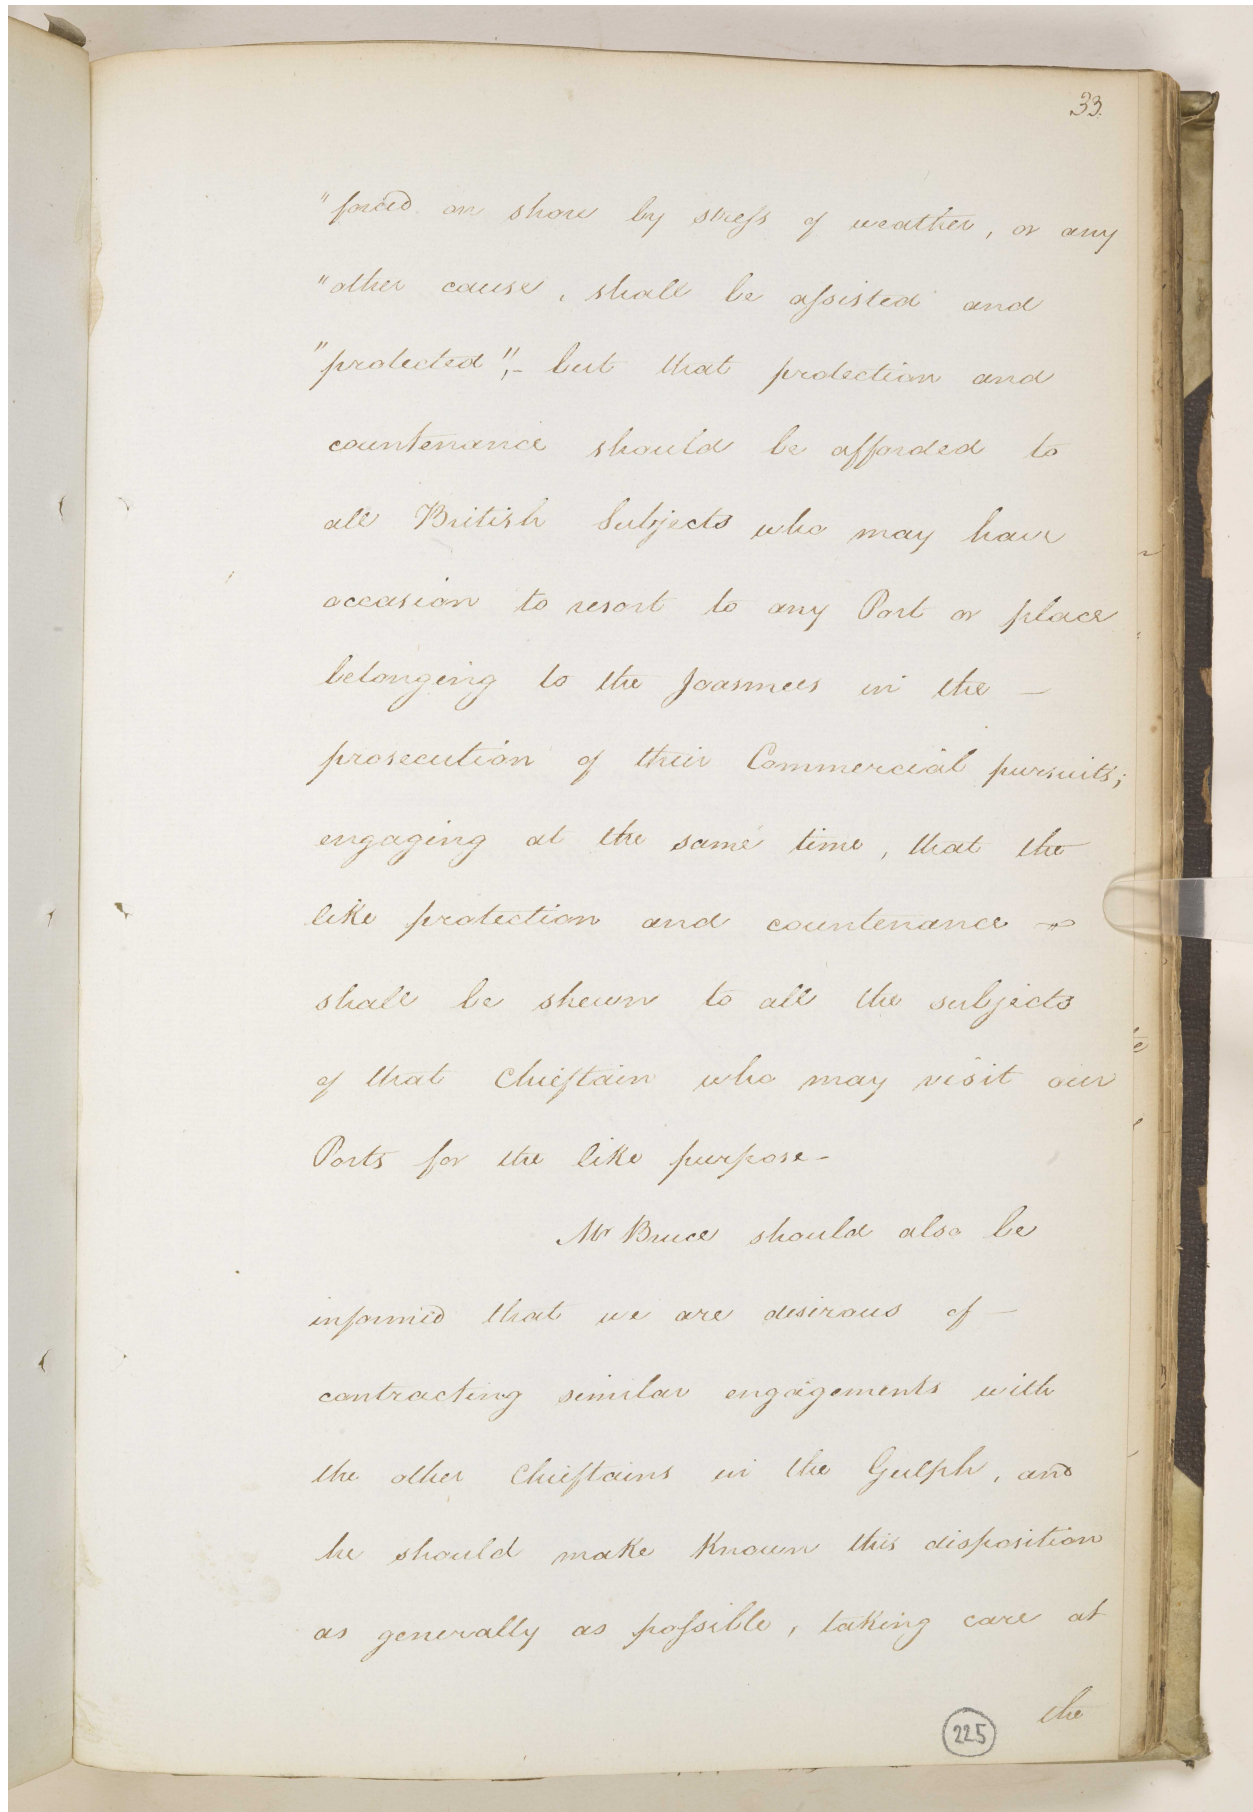 33.
"forced on shore by stress of weather, or any
"other cause, shall be assisted and
"protected",- but that protection and
countenance should be afforded to
all British Subjects who may have
occasion to resort to any Port or place
belonging to the Joasmees in the -
prosecution of their Commercial pursuits;
engaging at the same time, that the
like protection and countenance
shall be shewn to all the subjects
of that Chieftain who may visit our
Ports for the like purpose-
Mr Bruce should also be
informed that we are desirous of -
contracting similar engagements with
the other Chieftains in the Gulph, and
he should make Known this disposition
as generally as possible, taking care at
the
225